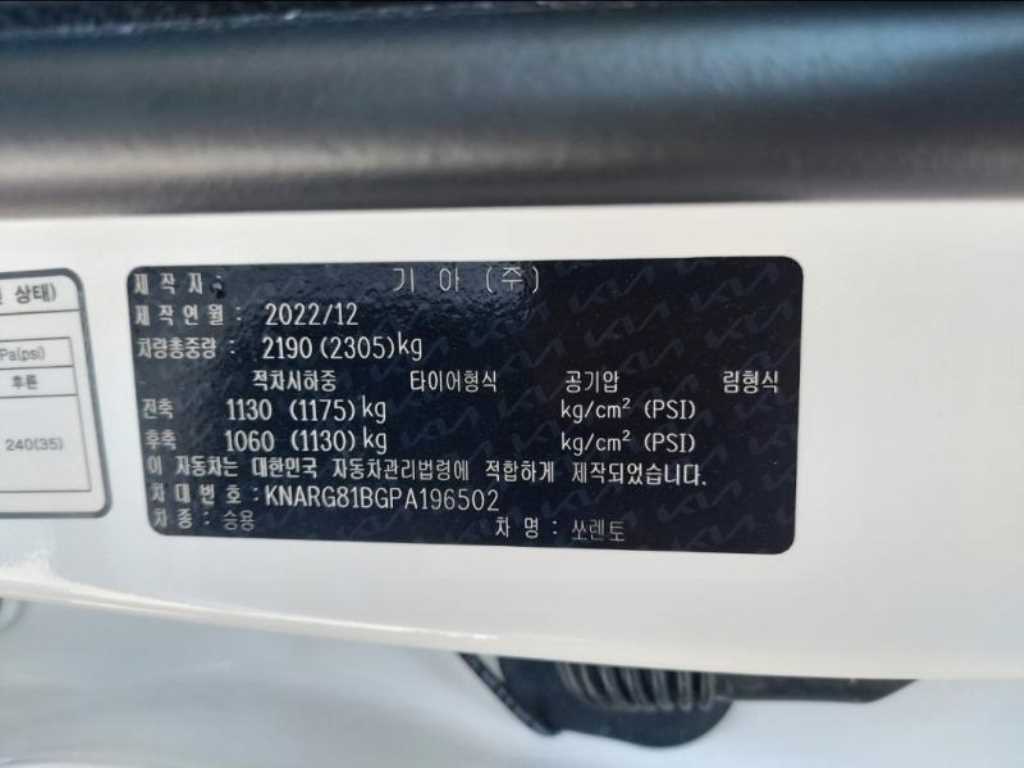 상태)
Pa(psi)
후륜
240(35)
제 작 자 : 기 아 (주)
제 작 연 월 : 2022/12
차량총중량 : 2190 (2305)kg
적차시하중 타이어형식 공기압 림형식
전축 1130 (1175)kg kg/cm² (PSI)
후축 1060 (1130)kg kg/cm² (PSI)
이 자동차는 대한민국 자동차관리법령에 적합하게 제작되었습니다.
차 대 번 호 : KNARG81BGPA196502
차 종 : 승용 차 명 : 쏘렌토